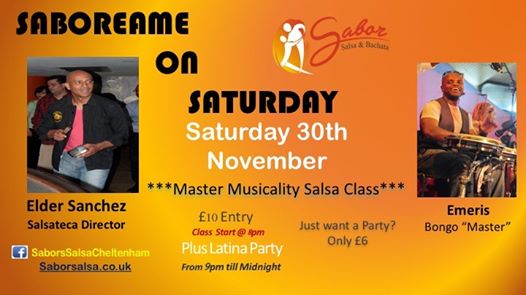 SABOREAME
ON
SATURDAY
Sabor
Salsa & Bachata
Saturday 30th
November
***Master Musicality Salsa Class***
Elder Sanchez
Salsateca Director
£10 Entry
Class Start @ 8pm
Plus Latina Party
From 9pm till Midnight
Just want a Party?
Only £6
Emeris
Bongo “Master”
f SaborsSalsaCheltenham
Saborsalsa.co.uk